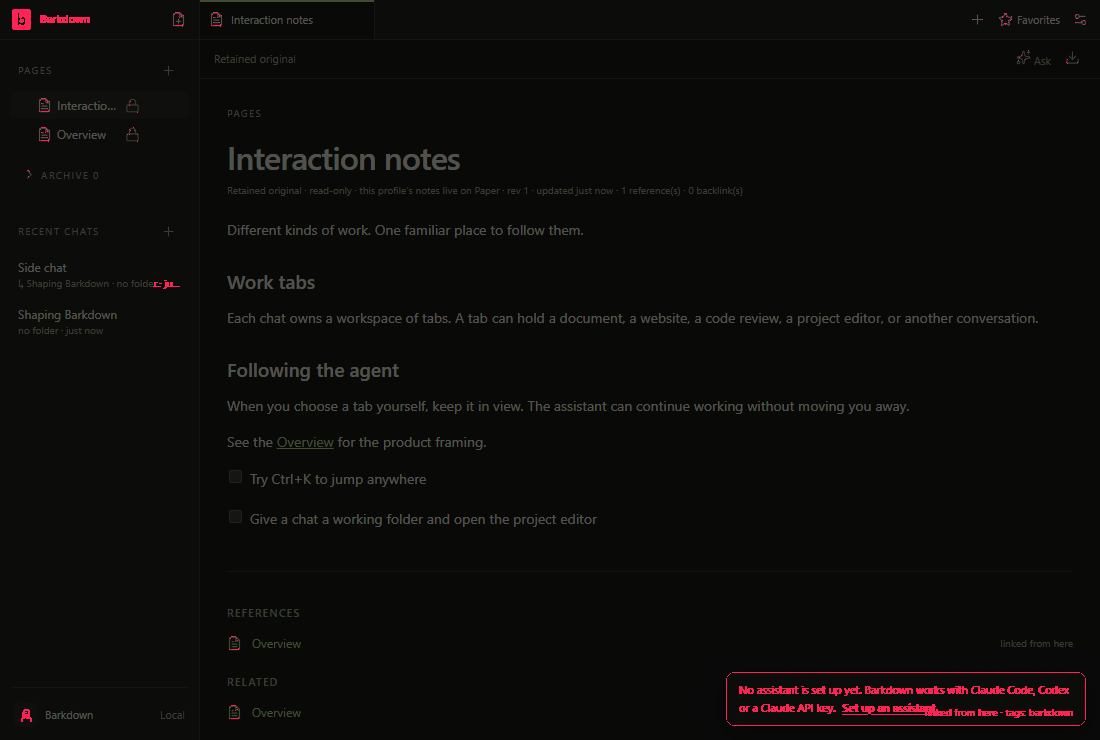 Barkdown
Interaction notes
Favorites
Retained original
Ask
PAGES
Interactio...
Overview
ARCHIVE 0
RECENT CHATS
Side chat
Shaping Barkdown · no folder
Shaping Barkdown
no folder · just now
Barkdown
Local
PAGES
Interaction notes
Retained original · read-only · this profile's notes live on Paper · rev 1 · updated just now · 1 reference(s) · 0 backlink(s)
Different kinds of work. One familiar place to follow them.
Work tabs
Each chat owns a workspace of tabs. A tab can hold a document, a website, a code review, a project editor, or another conversation.
Following the agent
When you choose a tab yourself, keep it in view. The assistant can continue working without moving you away.
See the Overview for the product framing.
Try Ctrl+K to jump anywhere
Give a chat a working folder and open the project editor
REFERENCES
Overview
linked from here
RELATED
Overview
No assistant is set up yet. Barkdown works with Claude Code, Codex
or a Claude API key. Set up an assistant.
linked from here · tags: barkdown